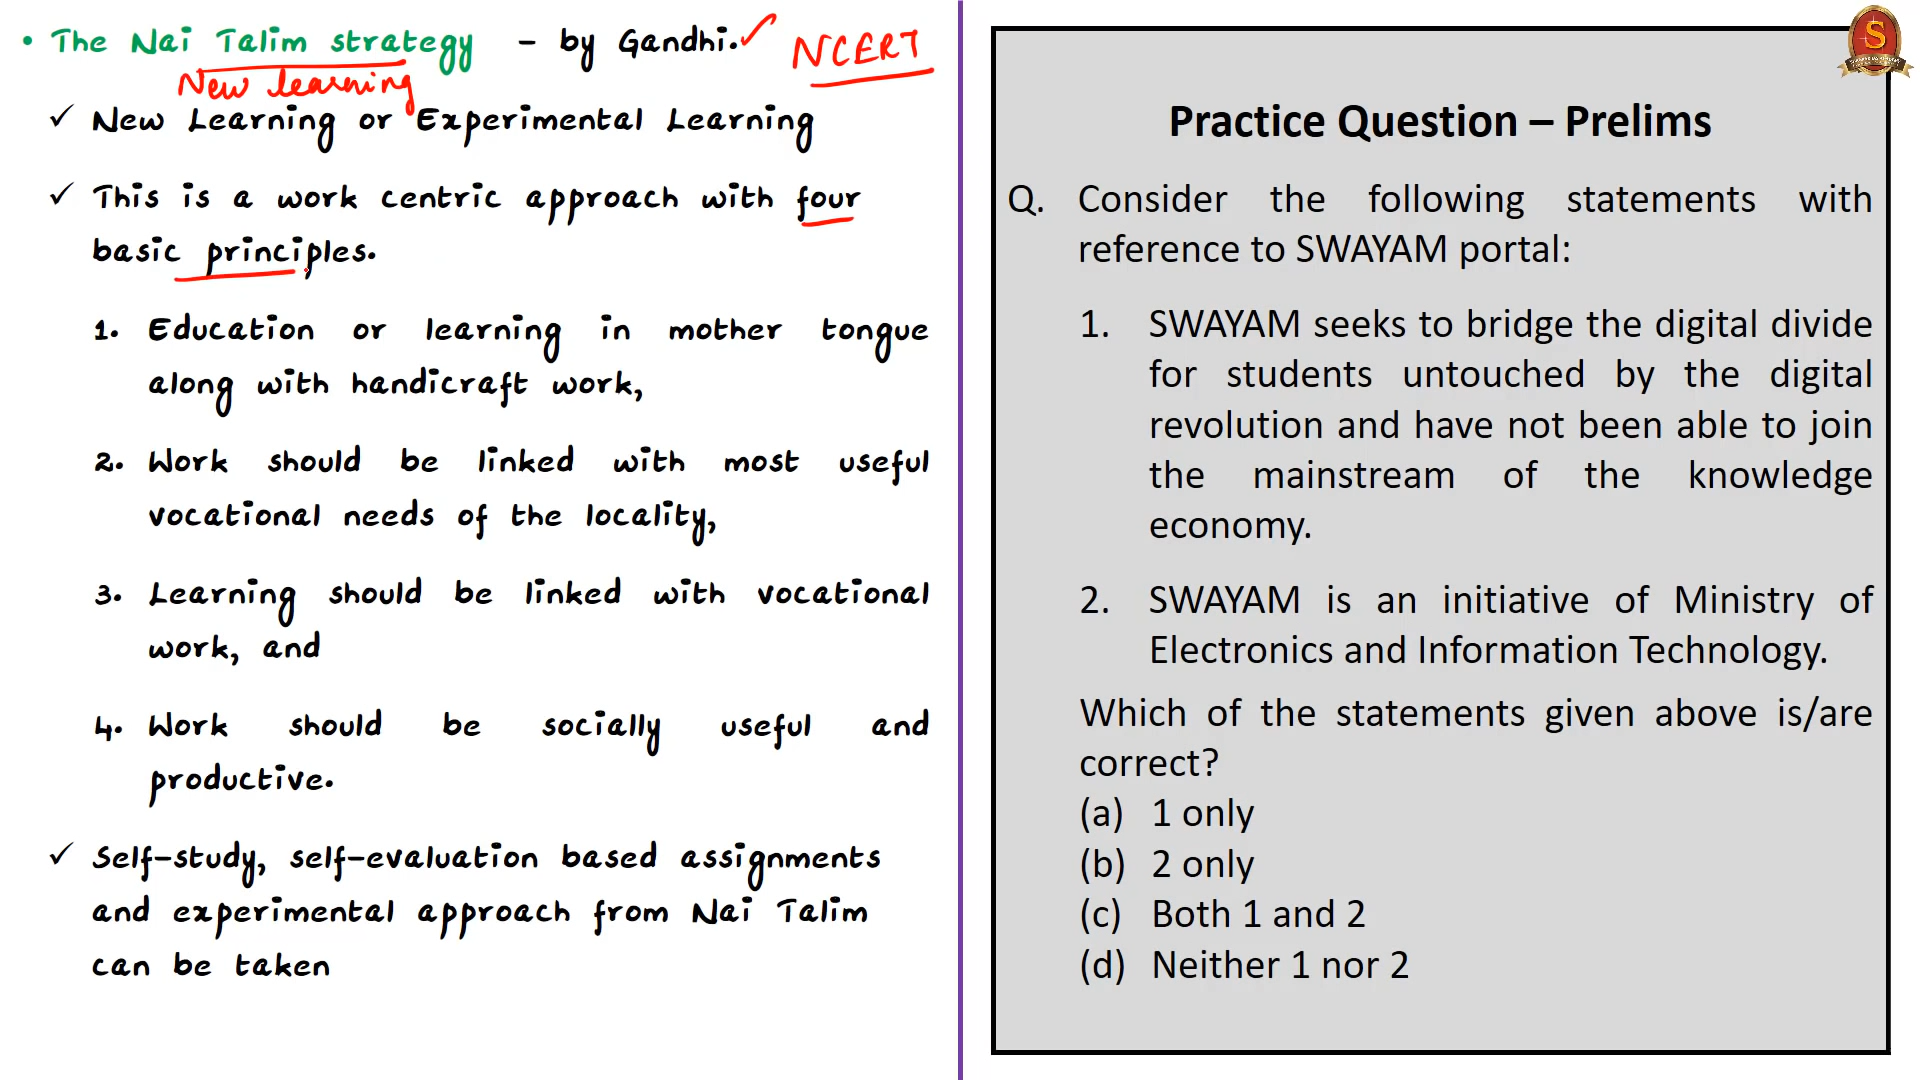 • The Nai Talim strategy - by Gandhi. NCERT
New learning
✓ New Learning or Experimental Learning
✓ This is a work centric approach with four
basic principles.
1. Education or learning in mother tongue
along with handicraft work,
2. Work should be linked with most useful
vocational needs of the locality,
3. Learning should be linked with vocational
work, and
4. Work should be socially useful and
productive.
✓ Self-study, self-evaluation based assignments
and experimental approach from Nai Talim
can be taken
Practice Question – Prelims
Q. Consider the following statements with
reference to SWAYAM portal:
1. SWAYAM seeks to bridge the digital divide
for students untouched by the digital
revolution and have not been able to join
the mainstream of the knowledge
economy.
2. SWAYAM is an initiative of Ministry of
Electronics and Information Technology.
Which of the statements given above is/are
correct?
(a) 1 only
(b) 2 only
(c) Both 1 and 2
(d) Neither 1 nor 2
S